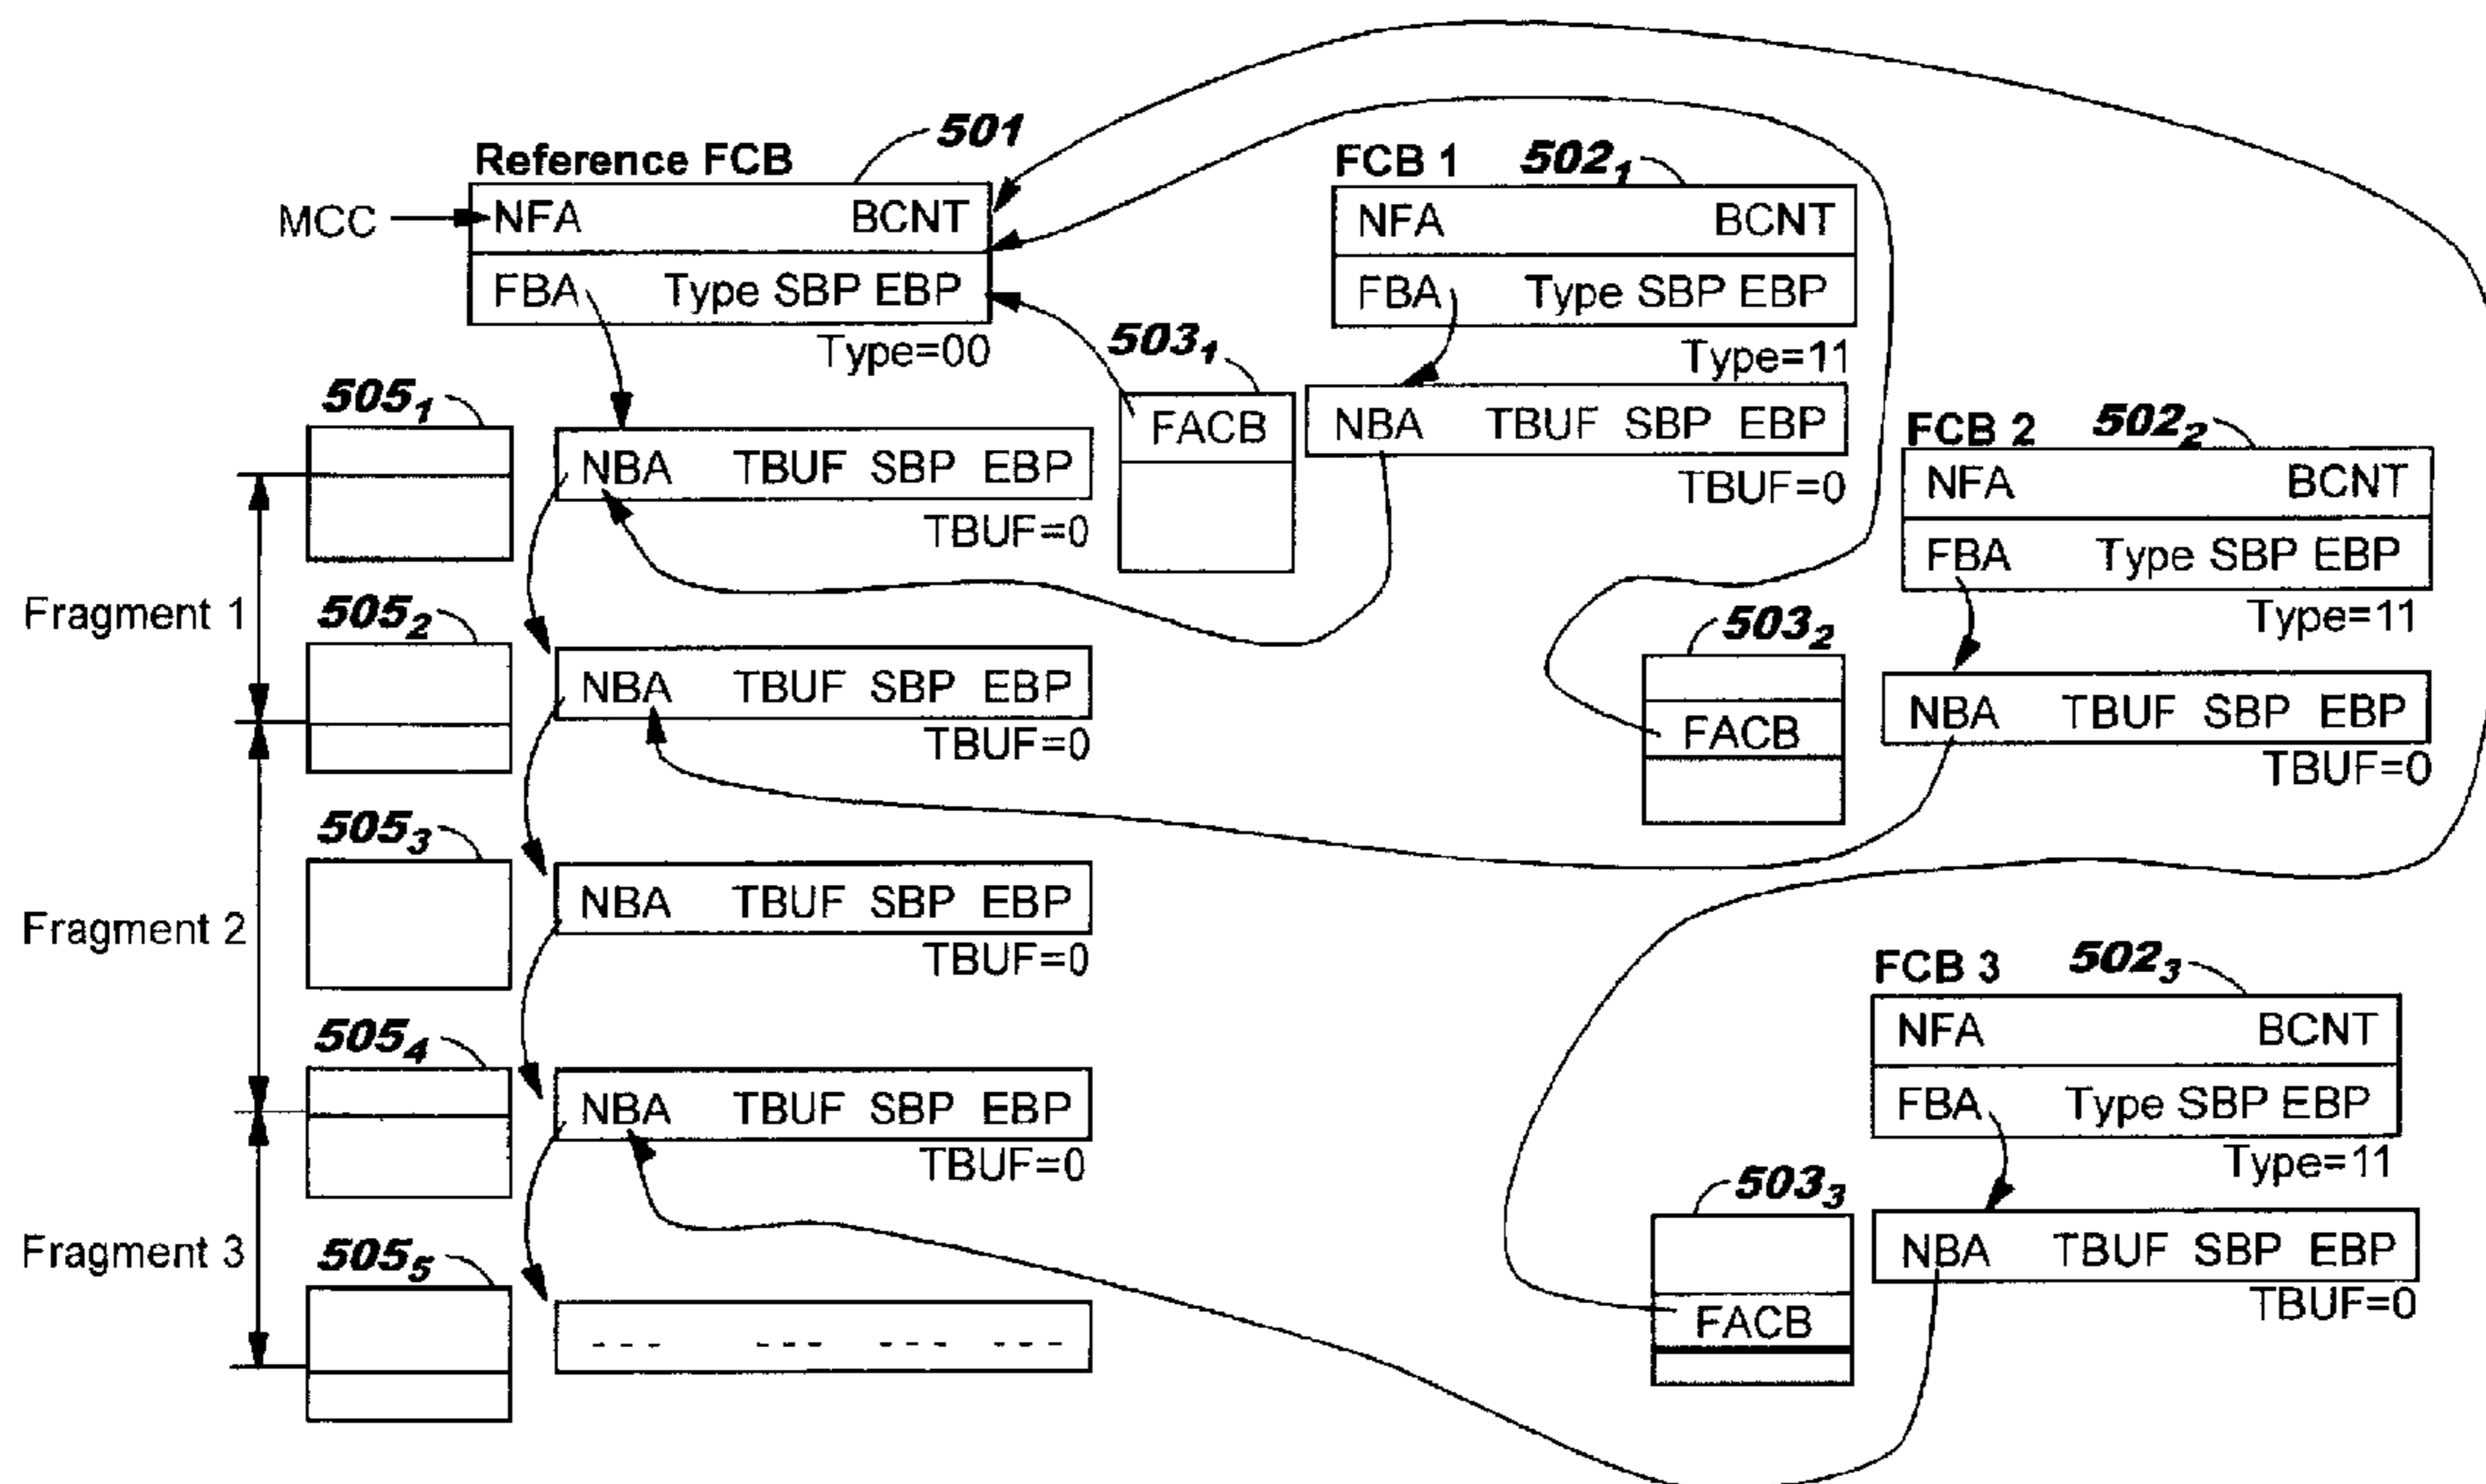 Reference FCB 501
MCC NFA BCNT
FBA Type SBP EBP
Type=00
FCB 1 502₁
NFA BCNT
FBA Type SBP EBP
Type=11
503₁
FACB
NBA TBUF SBP EBP
TBUF=0
505₁
NBA TBUF SBP EBP
TBUF=0
Fragment 1
505₂
NBA TBUF SBP EBP
TBUF=0
FCB 2 502₂
NFA BCNT
FBA Type SBP EBP
Type=11
503₂
FACB
NBA TBUF SBP EBP
TBUF=0
505₃
Fragment 2
NBA TBUF SBP EBP
TBUF=0
505₄
NBA TBUF SBP EBP
TBUF=0
FCB 3 502₃
NFA BCNT
FBA Type SBP EBP
Type=11
503₃
FACB
NBA TBUF SBP EBP
TBUF=0
Fragment 3
505₅
--- --- --- ---